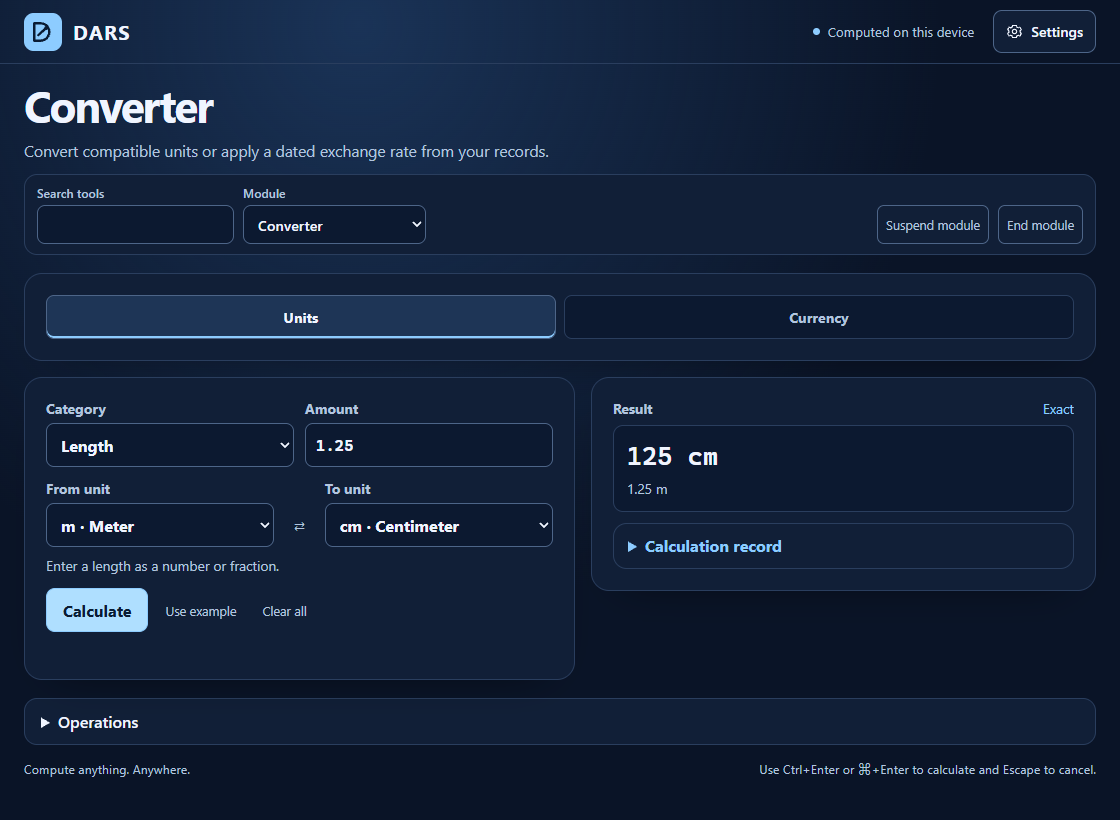 DARS
Computed on this device
Settings
Converter
Convert compatible units or apply a dated exchange rate from your records.
Search tools
Module
Converter
Suspend module
End module
Units
Currency
Category
Amount
Length
1.25
From unit
To unit
m · Meter
⇄
cm · Centimeter
Enter a length as a number or fraction.
Calculate
Use example
Clear all
Result
Exact
125 cm
1.25 m
Calculation record
Operations
Compute anything. Anywhere.
Use Ctrl+Enter or ⌘+Enter to calculate and Escape to cancel.